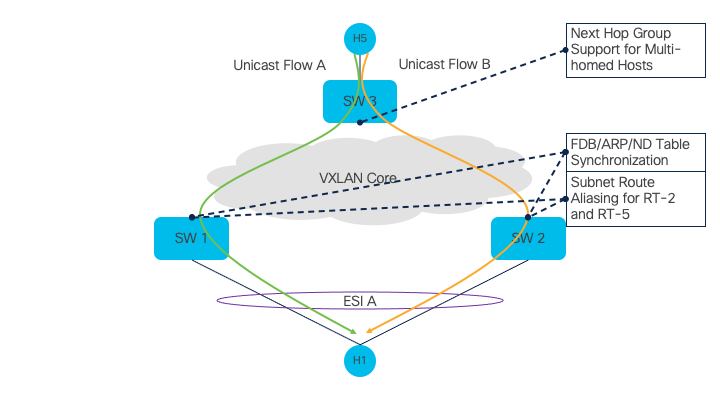 H5
Next Hop Group
Support for Multi-
homed Hosts
Unicast Flow A
Unicast Flow B
SW 3
FDB/ARP/ND Table
Synchronization
VXLAN Core
Subnet Route
Aliasing for RT-2
and RT-5
SW 1
SW 2
ESI A
H1